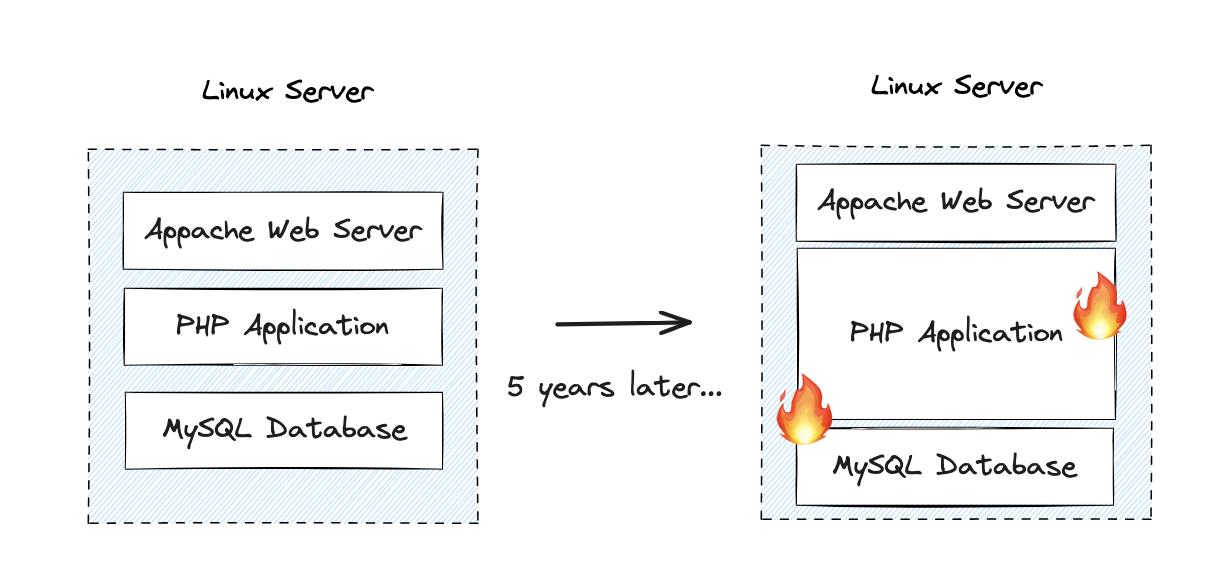 Linux Server
Appache Web Server
PHP Application
MySQL Database
5 years later...
Linux Server
Appache Web Server
PHP Application
MySQL Database